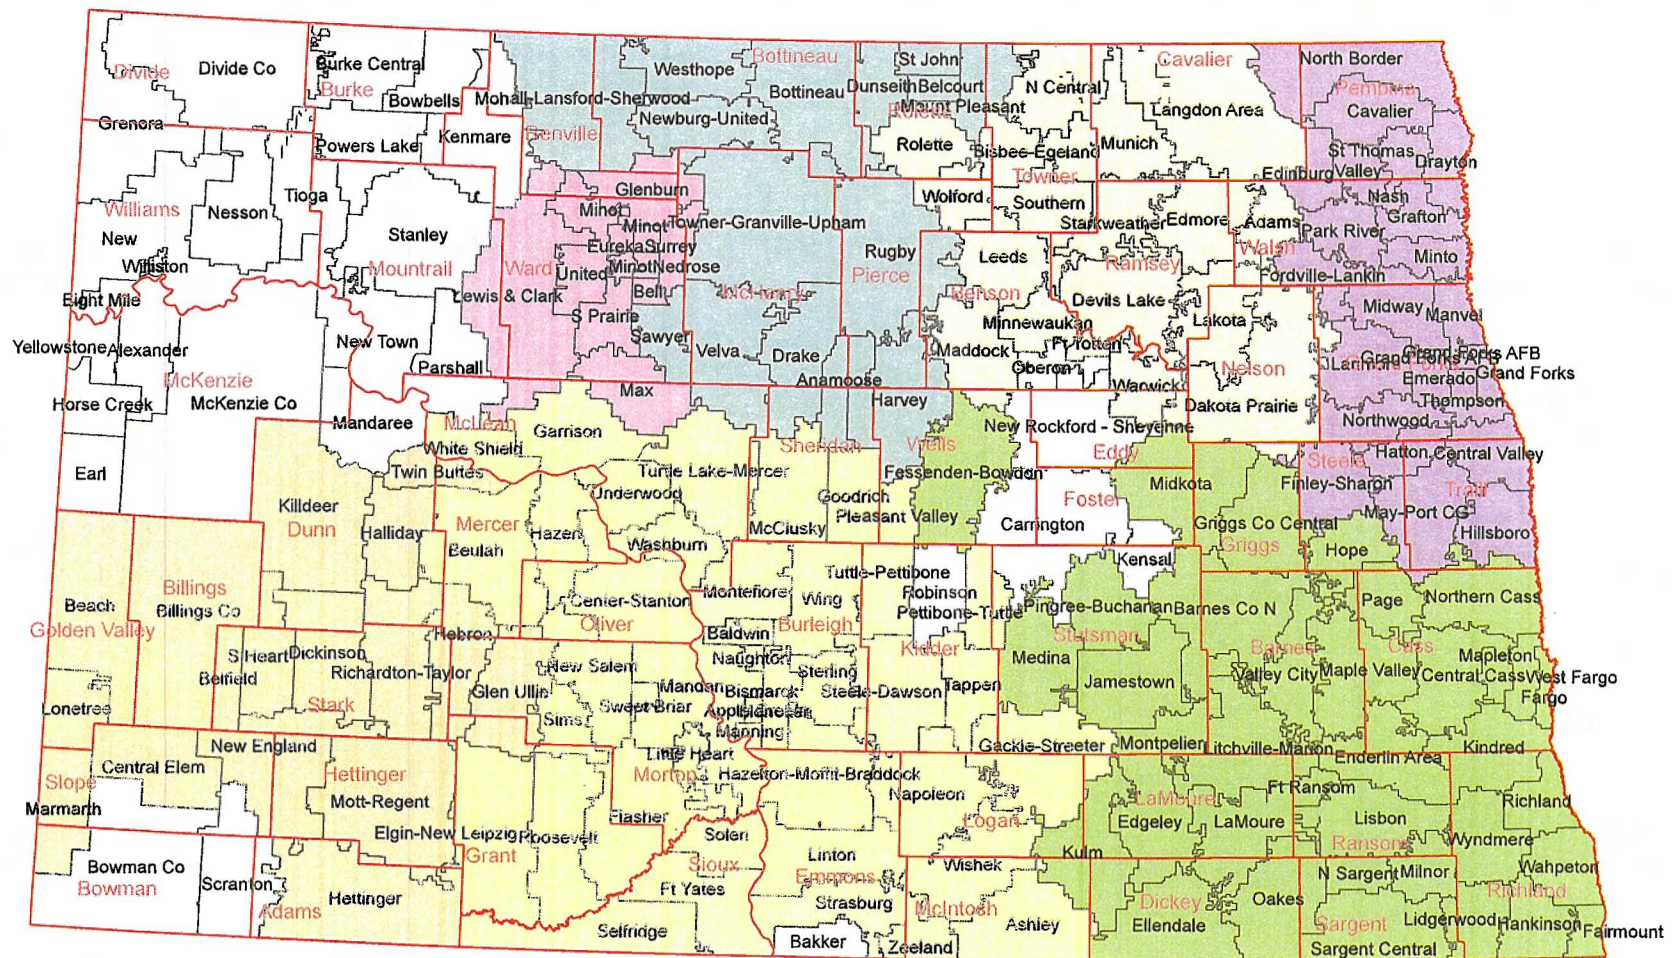 Divide
Divide Co
Burke Central
Burke
Bowbells
Mohall-Lansford-Sherwood
Westhope
Bottineau
Bottineau
St John
Dunseith
Belcourt
Mount Pleasant
Rolette
N Central
Cavalier
Langdon Area
North Border
Pembina
Cavalier
Grenora
Powers Lake
Kenmare
Renville
Newburg-United
Rolette
Bisbee-Egeland
Munich
St Thomas
Valley
Drayton
Edinburg
Towner
Williams
Nesson
Tioga
New
Williston
Stanley
Mountrail
Glenburn
Minot
Minot
Towner-Granville-Upham
Eureka
Surrey
Ward
United
Minot
Nedrose
Bell
Rugby
Pierce
Wolford
Southern
Starkweather
Edmore
Adams
Nash
Grafton
Park River
Walsh
Minto
Fordville-Lankin
Leeds
Ramsey
Eight Mile
Lewis & Clark
S Prairie
Sawyer
McHenry
Benson
Devils Lake
Minnewaukan
Lakota
Midway
Manvel
Yellowstone
Alexander
New Town
Parshall
Velva
Drake
Anamoose
Maddock
Ft Totten
Oberon
Warwick
Nelson
Larimore
Grand Forks AFB
Grand Forks
Emerado
McKenzie
McKenzie Co
Horse Creek
Mandaree
Max
Harvey
Dakota Prairie
Thompson
Northwood
McLean
White Shield
Garrison
Sheridan
Wells
New Rockford - Sheyenne
Eddy
Steele
Hatton
Central Valley
Earl
Twin Buttes
Turtle Lake-Mercer
Fessenden-Bowdon
Midkota
Finley-Sharon
Traill
Killdeer
Dunn
Halliday
Mercer
Beulah
Hazen
Underwood
Goodrich
McClusky
Pleasant Valley
Foster
Carrington
Griggs Co Central
Griggs
May-Port CG
Hope
Hillsboro
Washburn
Billings
Billings Co
Beach
Golden Valley
Center-Stanton
Oliver
Montefiore
Wing
Tuttle-Pettibone
Robinson
Pettibone-Tuttle
Kensal
Pingree-Buchanan
Barnes Co N
Page
Northern Cass
Hebron
Baldwin
Burleigh
Kidder
Stutsman
Barnes
Cass
S Heart
Dickinson
Belfield
Richardton-Taylor
Stark
New Salem
Glen Ullin
Naughton
Sterling
Mandan
Bismarck
Steele-Dawson
Tappen
Medina
Jamestown
Valley City
Maple Valley
Mapleton
Central Cass
West Fargo
Fargo
Lonetree
Sims
Sweet Briar
Manning
Gackle-Streeter
Montpelier
Litchville-Marion
Enderlin Area
Kindred
New England
Central Elem
Slope
Marmarth
Hettinger
Mott-Regent
Little Heart
Morton
Hazelton-Moffit-Braddock
Napoleon
Logan
LaMoure
Edgeley
LaMoure
Ft Ransom
Lisbon
Ransom
Richland
Wyndmere
Elgin-New Leipzig
Roosevelt
Grant
Flasher
Solen
Sioux
Ft Yates
Linton
Emmons
Strasburg
Wishek
Kulm
N Sargent
Milnor
Wahpeton
Richland
Bowman Co
Bowman
Scranton
Hettinger
Adams
Selfridge
Bakker
McIntosh
Ashley
Zeeland
Dickey
Ellendale
Oakes
Sargent
Sargent Central
Lidgerwood
Hankinson
Fairmount